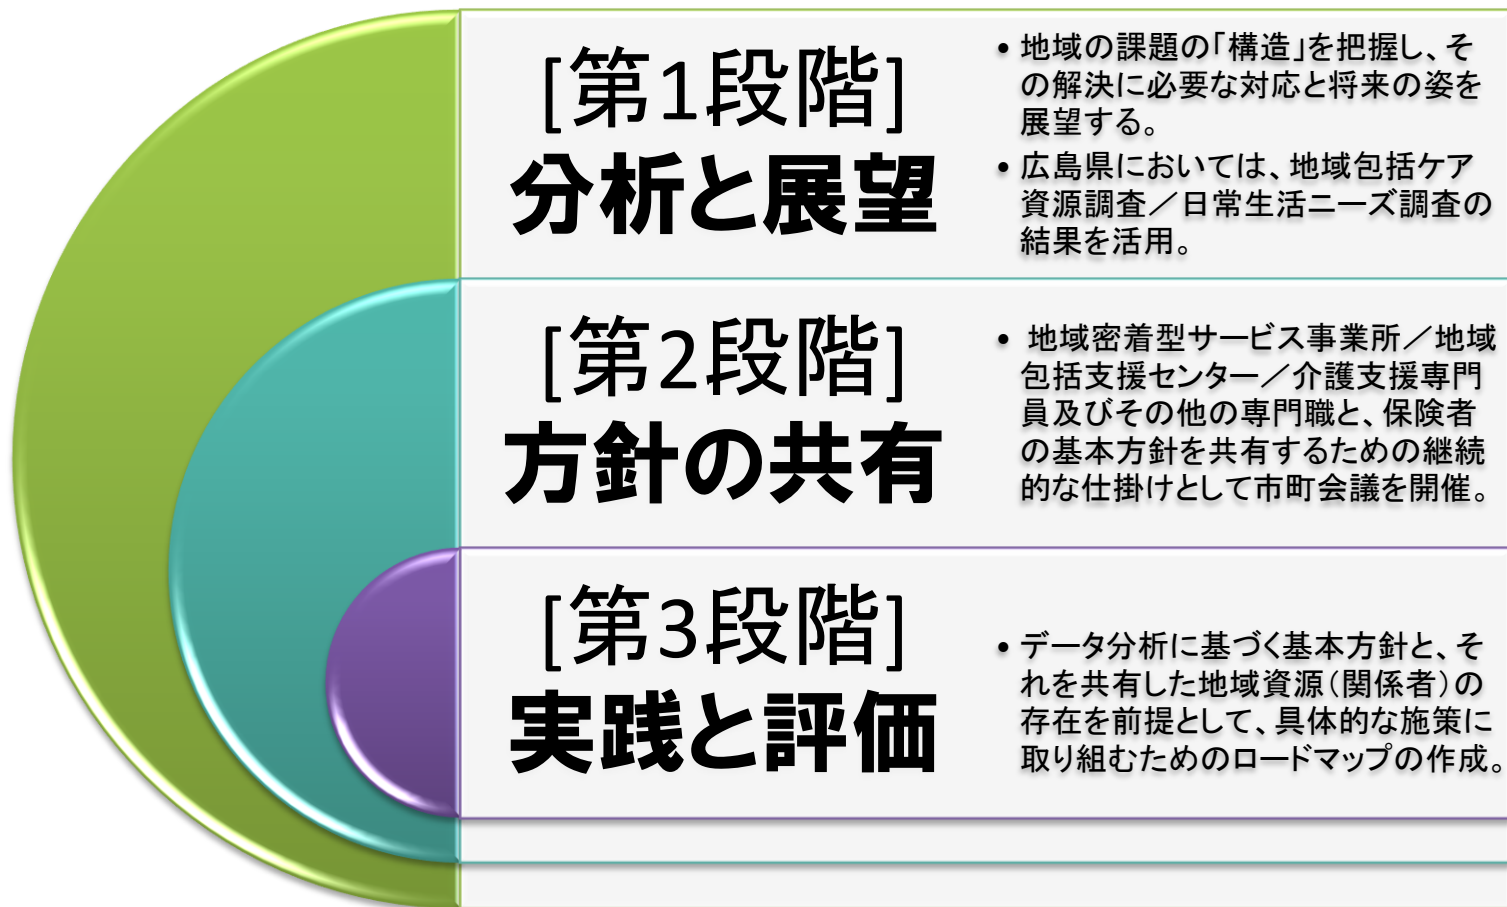 [第1段階]
分析と展望
• 地域の課題の「構造」を把握し、そ
の解決に必要な対応と将来の姿を
展望する。
• 広島県においては、地域包括ケア
資源調査／日常生活ニーズ調査の
結果を活用。
[第2段階]
方針の共有
• 地域密着型サービス事業所／地域
包括支援センター／介護支援専門
員及びその他の専門職と、保険者
の基本方針を共有するための継続
的な仕掛けとして市町会議を開催。
[第3段階]
実践と評価
• データ分析に基づく基本方針と、そ
れを共有した地域資源（関係者）の
存在を前提として、具体的な施策に
取り組むためのロードマップの作成。